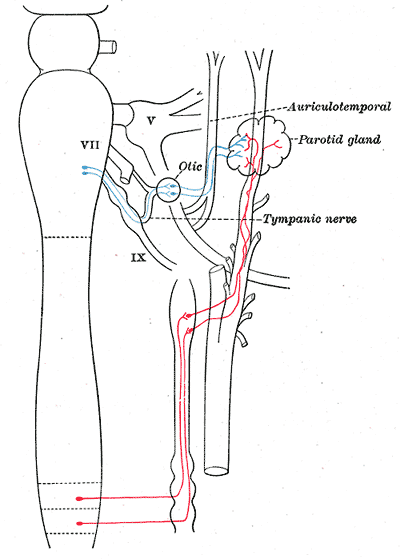 Auriculotemporal
V
Parotid gland
VII
Otic
Tympanic nerve
IX